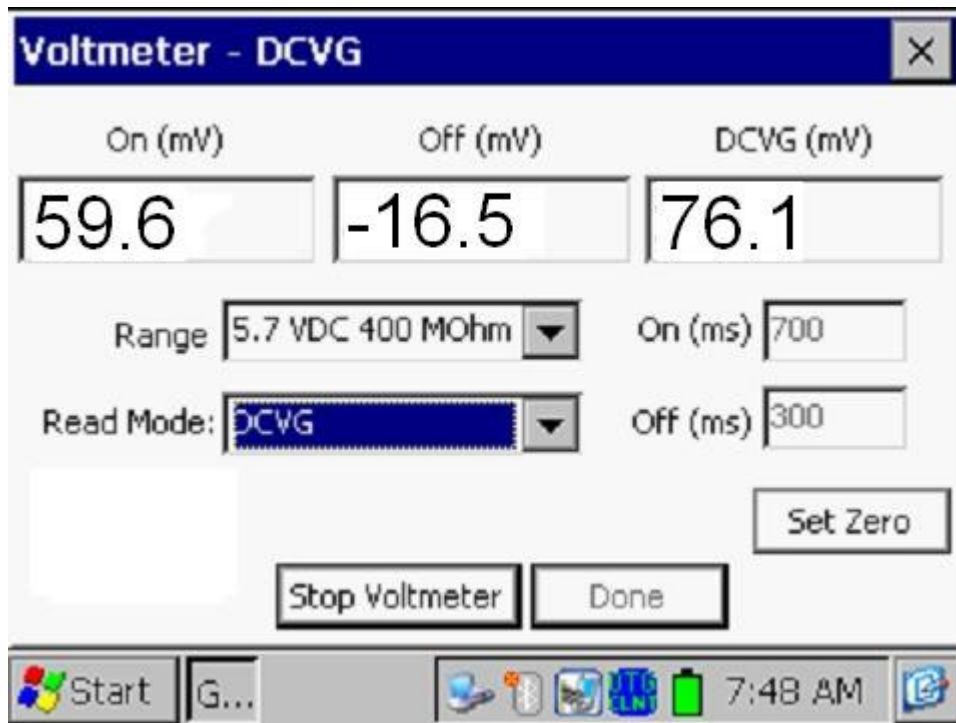 Voltmeter - DCVG
On (mV) Off (mV) DCVG (mV)
59.6 -16.5 76.1
Range 5.7 VDC 400 MOhm On (ms) 700
Read Mode: DCVG Off (ms) 300
Set Zero
Stop Voltmeter Done
Start G... DTG CLNT 7:48 AM